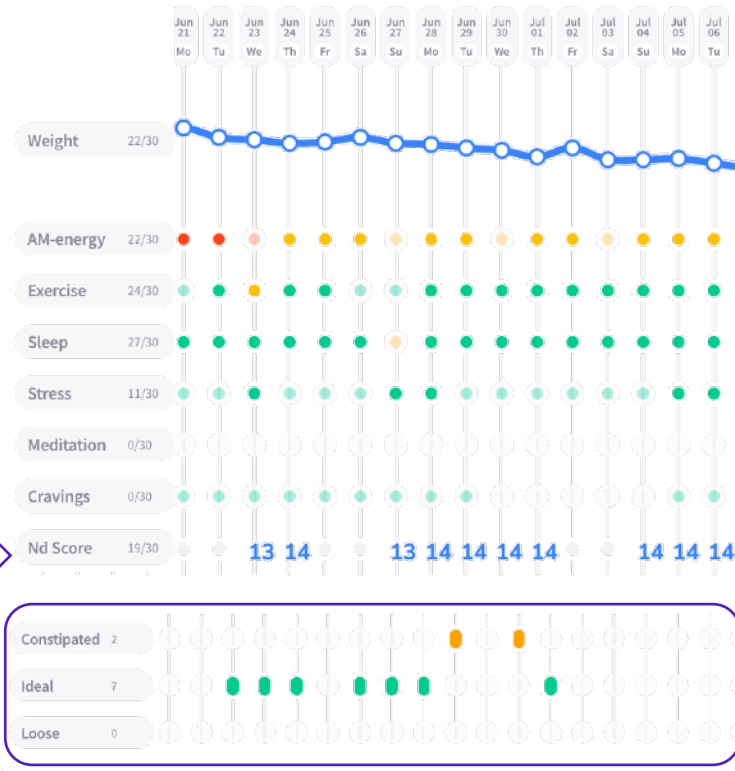 Jun Jun Jun Jun Jun Jun Jun Jun Jun Jun Jul Jul Jul Jul Jul Jul
21 22 23 24 25 26 27 28 29 30 01 02 03 04 05 06
Mo Tu We Th Fr Sa Su Mo Tu We Th Fr Sa Su Mo Tu
Weight 22/30
AM-energy 22/30
Exercise 24/30
Sleep 27/30
Stress 11/30
Meditation 0/30
Cravings 0/30
Nd Score 19/30 13 14 13 14 14 14 14 14 14 14
Constipated 2
Ideal 7
Loose 0